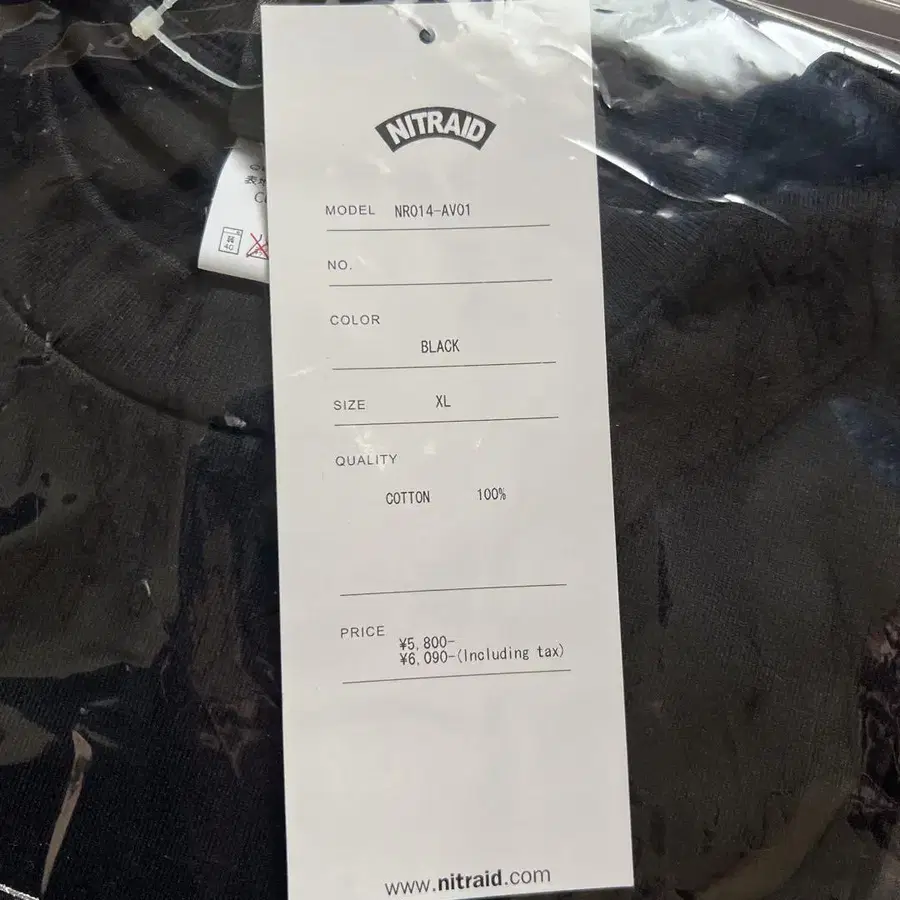 NITRAID
MODEL NR014-AV01
NO.
COLOR
BLACK
SIZE XL
QUALITY
COTTON 100%
PRICE
¥5,800-
¥6,090-(Including tax)
www.nitraid.com
40